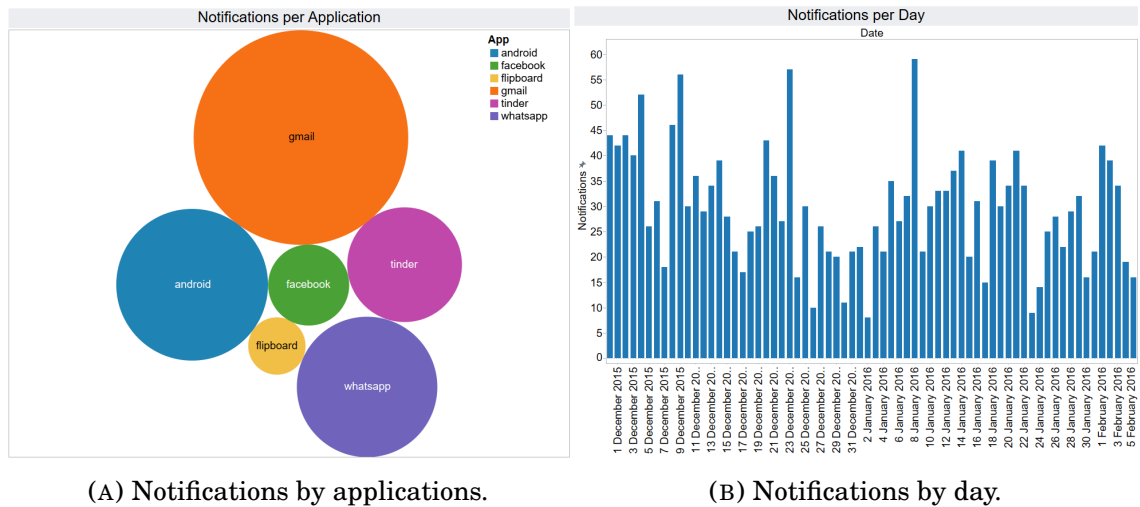 Notifications per Application
App
android
facebook
flipboard
gmail
tinder
whatsapp
gmail
tinder
android
facebook
flipboard
whatsapp
(A) Notifications by applications.
Notifications per Day
Date
Notifications
60
55
50
45
40
35
30
25
20
15
10
5
0
1 December 2015
3 December 2015
5 December 2015
7 December 2015
9 December 2015
11 December 20..
13 December 20..
15 December 20..
17 December 20..
19 December 20..
21 December 20..
23 December 20..
25 December 20..
27 December 20..
29 December 20..
31 December 20..
2 January 2016
4 January 2016
6 January 2016
8 January 2016
10 January 2016
12 January 2016
14 January 2016
16 January 2016
18 January 2016
20 January 2016
22 January 2016
24 January 2016
26 January 2016
28 January 2016
30 January 2016
1 February 2016
3 February 2016
5 February 2016
(B) Notifications by day.